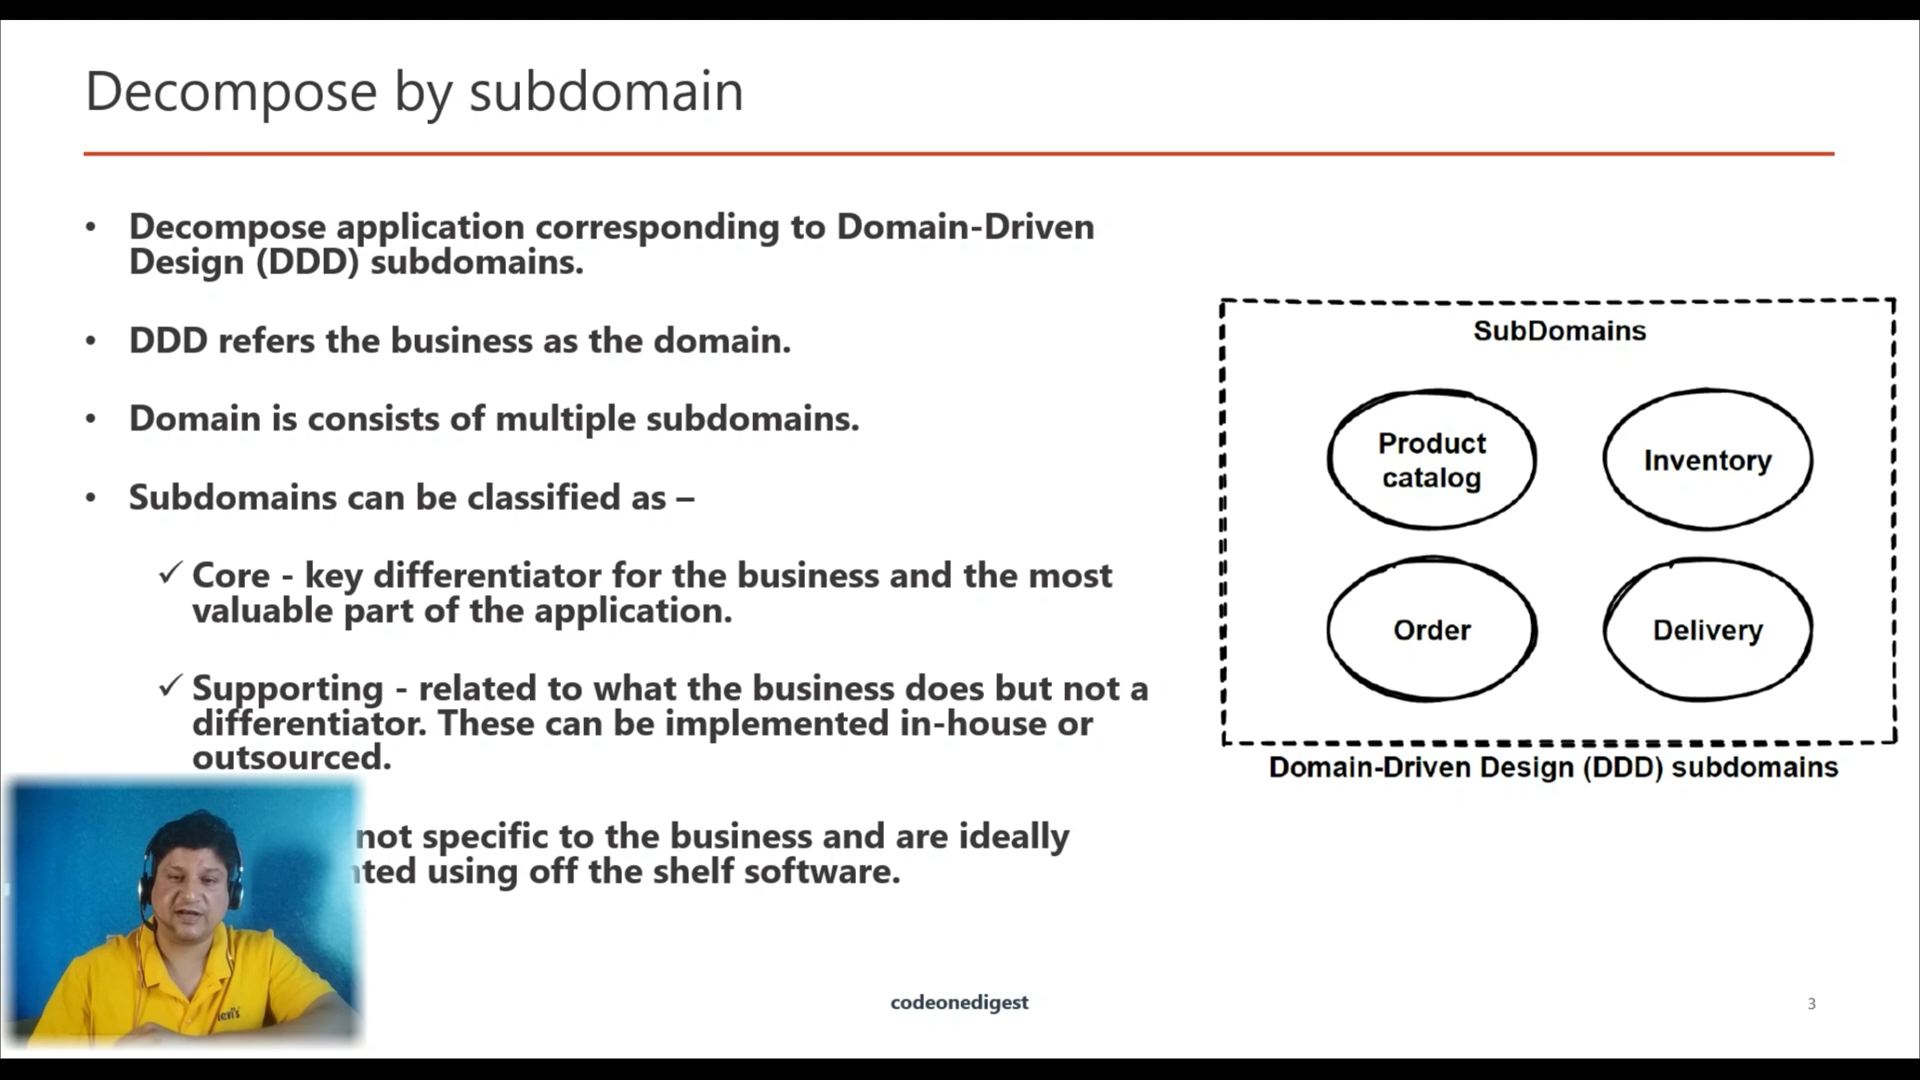 Decompose by subdomain
• Decompose application corresponding to Domain-Driven
Design (DDD) subdomains.
• DDD refers the business as the domain.
• Domain is consists of multiple subdomains.
• Subdomains can be classified as –
✓ Core - key differentiator for the business and the most
valuable part of the application.
✓ Supporting - related to what the business does but not a
differentiator. These can be implemented in-house or
outsourced.
not specific to the business and are ideally
using off the shelf software.
SubDomains
Product
catalog
Inventory
Order
Delivery
Domain-Driven Design (DDD) subdomains
codeonedigest
3